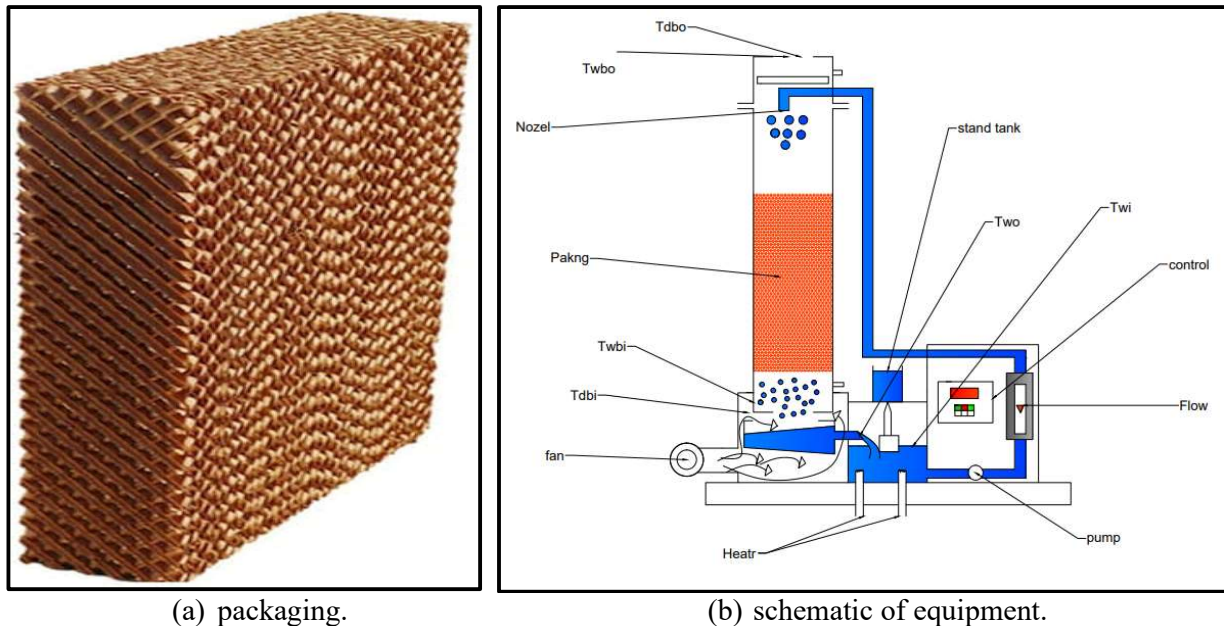 Tdbo
Twbo
Nozel
stand tank
Twi
Two
Pakng
control
Twbi
Tdbi
Flow
fan
Heatr
pump
(a) packaging.
(b) schematic of equipment.